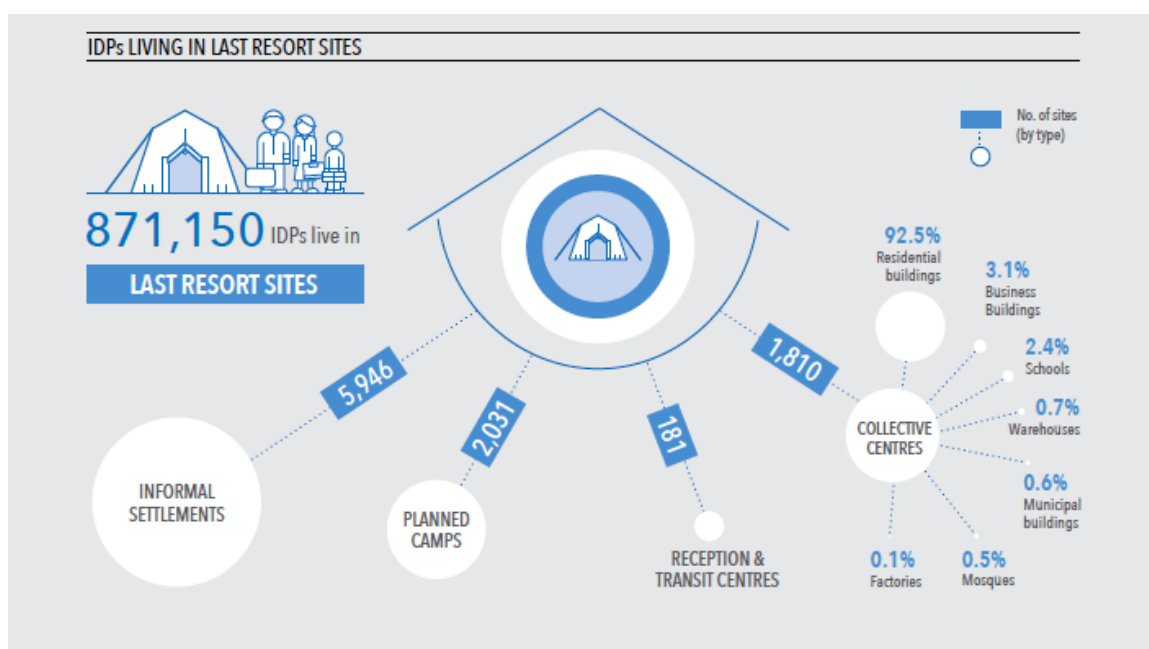 IDPs LIVING IN LAST RESORT SITES
871,150 IDPs live in
LAST RESORT SITES
No. of sites
(by type)
5,946
INFORMAL
SETTLEMENTS
2,031
PLANNED
CAMPS
181
RECEPTION &
TRANSIT CENTRES
1,810
COLLECTIVE
CENTRES
92.5%
Residential
buildings
3.1%
Business
Buildings
2.4%
Schools
0.7%
Warehouses
0.6%
Municipal
buildings
0.5%
Mosques
0.1%
Factories